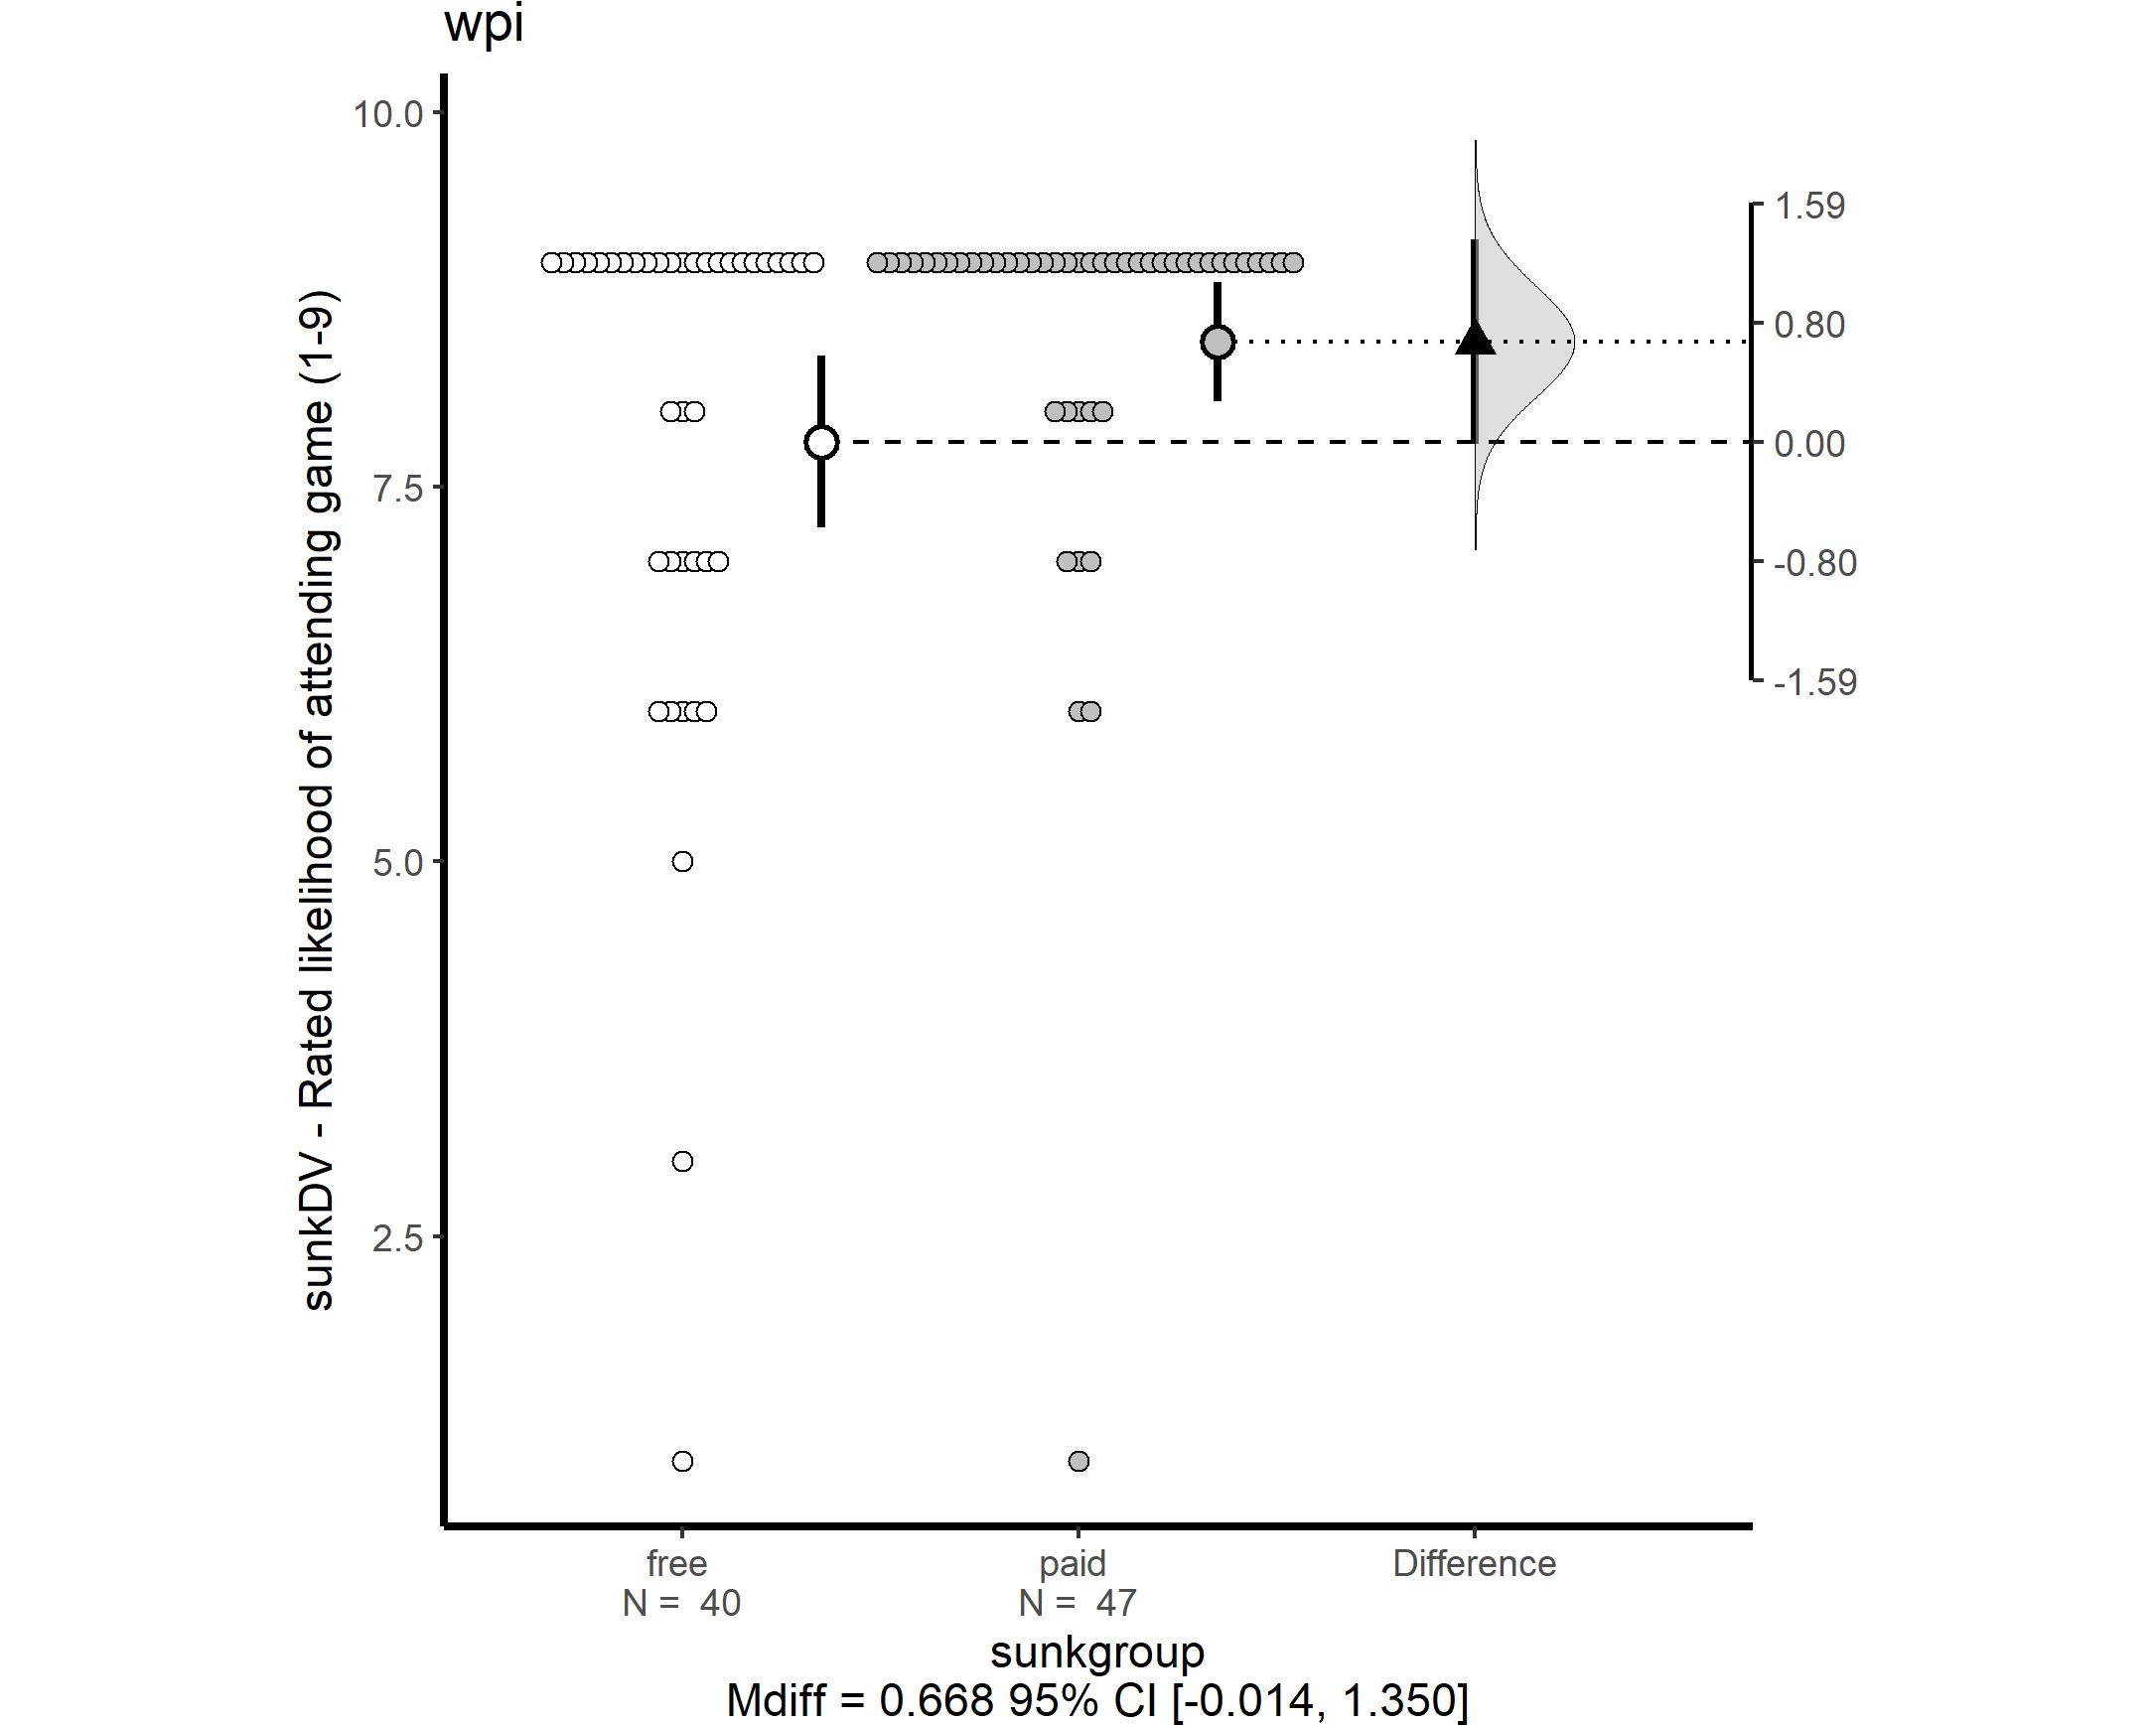 wpi
sunkDV - Rated likelihood of attending game (1-9)
10.0
7.5
5.0
2.5
1.59
0.80
0.00
-0.80
-1.59
free
N =  40
paid
N =  47
Difference
sunkgroup
Mdiff = 0.668 95% CI [-0.014, 1.350]